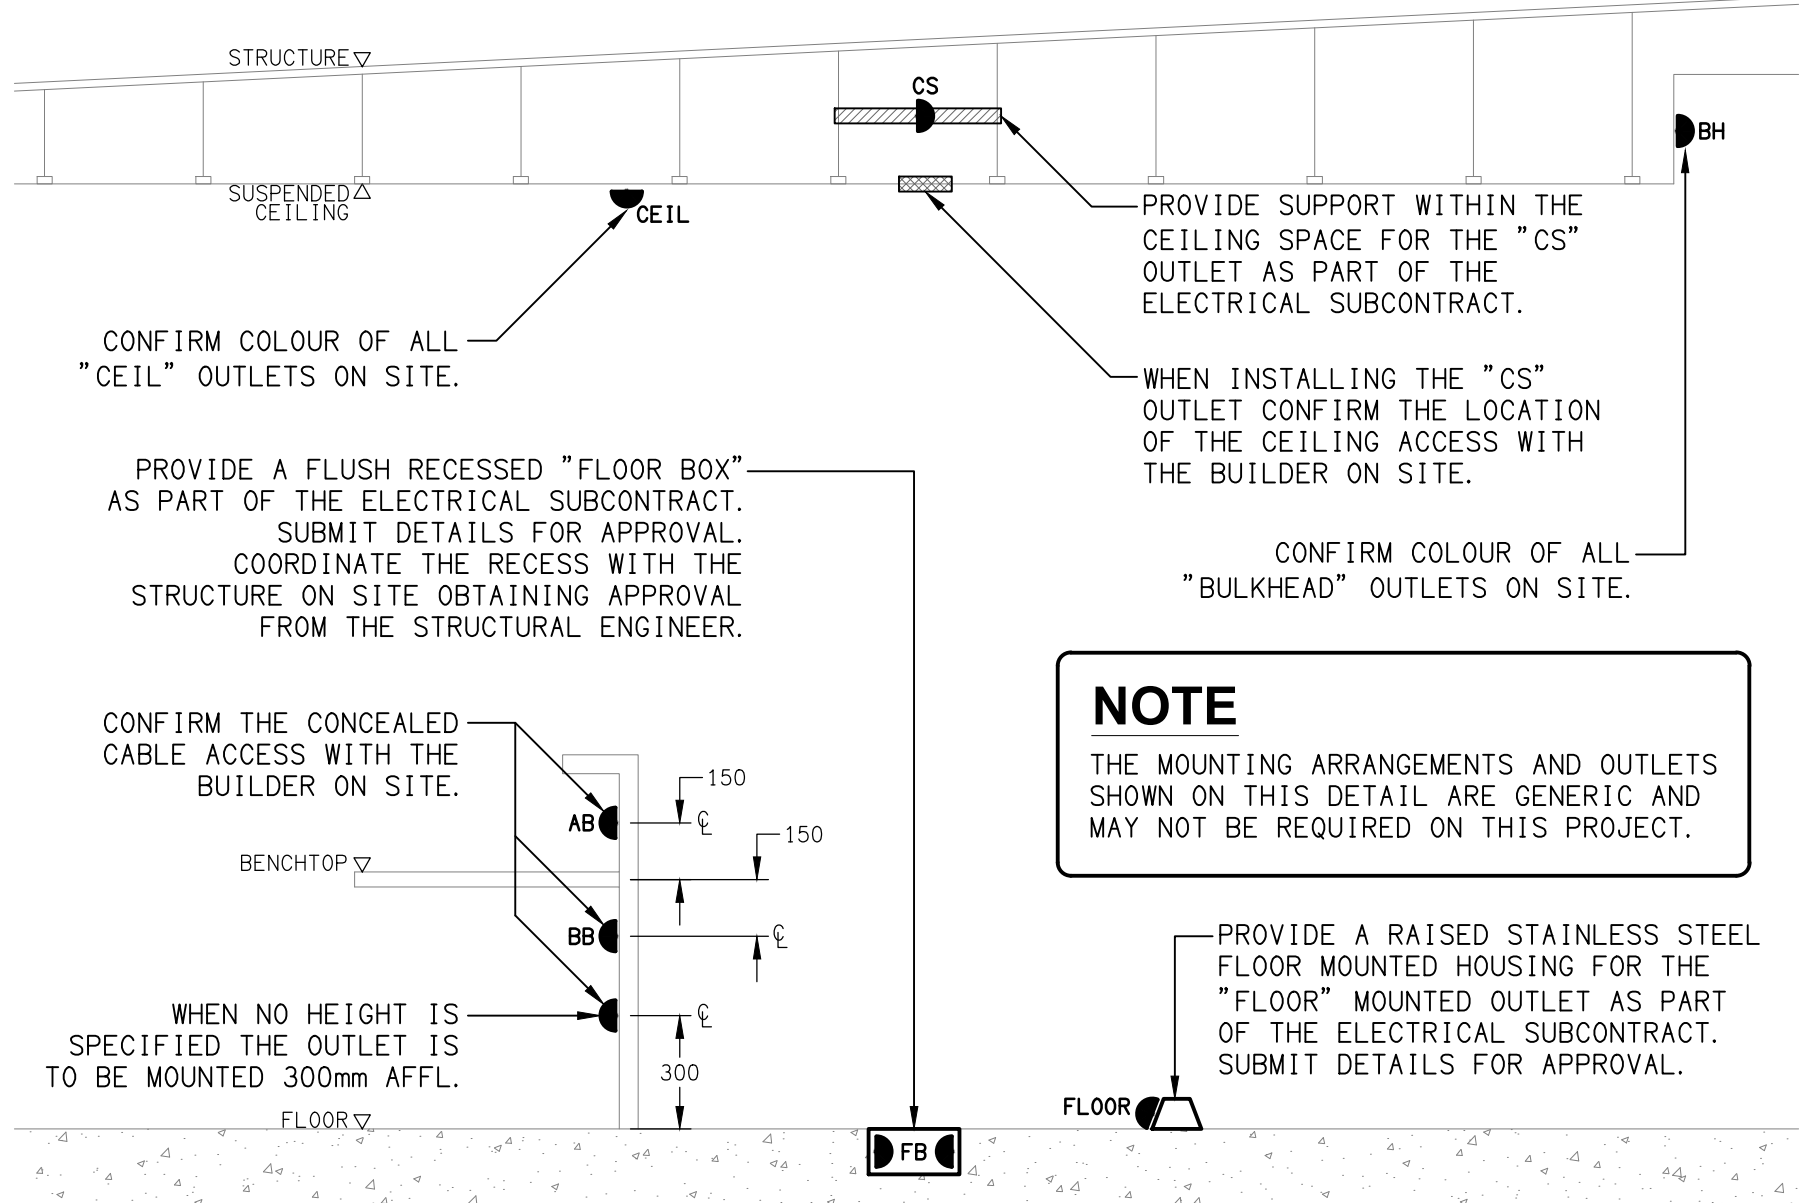 STRUCTURE
CS
BH
SUSPENDED
CEILING
CEIL
PROVIDE SUPPORT WITHIN THE
CEILING SPACE FOR THE "CS"
OUTLET AS PART OF THE
ELECTRICAL SUBCONTRACT.
CONFIRM COLOUR OF ALL
"CEIL" OUTLETS ON SITE.
WHEN INSTALLING THE "CS"
OUTLET CONFIRM THE LOCATION
OF THE CEILING ACCESS WITH
THE BUILDER ON SITE.
PROVIDE A FLUSH RECESSED "FLOOR BOX"
AS PART OF THE ELECTRICAL SUBCONTRACT.
SUBMIT DETAILS FOR APPROVAL.
COORDINATE THE RECESS WITH THE
STRUCTURE ON SITE OBTAINING APPROVAL
FROM THE STRUCTURAL ENGINEER.
CONFIRM COLOUR OF ALL
"BULKHEAD" OUTLETS ON SITE.
NOTE
THE MOUNTING ARRANGEMENTS AND OUTLETS
SHOWN ON THIS DETAIL ARE GENERIC AND
MAY NOT BE REQUIRED ON THIS PROJECT.
CONFIRM THE CONCEALED
CABLE ACCESS WITH THE
BUILDER ON SITE.
150
AB
℄
150
BENCHTOP
BB
℄
WHEN NO HEIGHT IS
SPECIFIED THE OUTLET IS
TO BE MOUNTED 300mm AFFL.
℄
300
PROVIDE A RAISED STAINLESS STEEL
FLOOR MOUNTED HOUSING FOR THE
"FLOOR" MOUNTED OUTLET AS PART
OF THE ELECTRICAL SUBCONTRACT.
SUBMIT DETAILS FOR APPROVAL.
FLOOR
FLOOR
FB